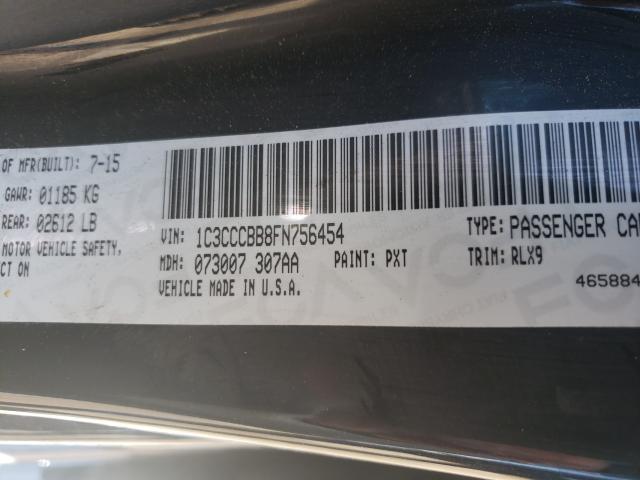 OF MFR(BUILT): 7-15
GAWR: 01185 KG
REAR: 02612 LB
MOTOR VEHICLE SAFETY,
CT ON
VIN: 1C3CCCBB8FN756454
TYPE: PASSENGER CA
MDH: 073007 307AA PAINT: PXT TRIM: RLX9
VEHICLE MADE IN U.S.A.
465884